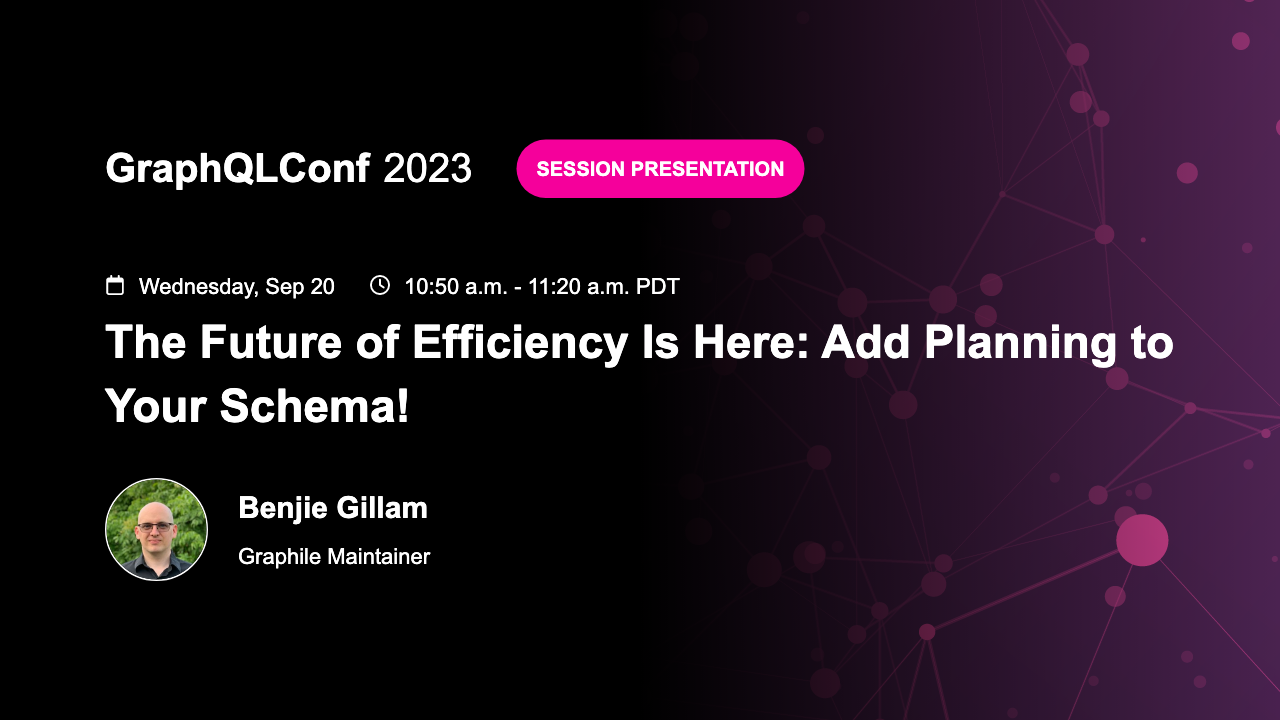 GraphQLConf 2023
SESSION PRESENTATION
Wednesday, Sep 20
10:50 a.m. - 11:20 a.m. PDT
The Future of Efficiency Is Here: Add Planning to
Your Schema!
Benjie Gillam
Graphile Maintainer